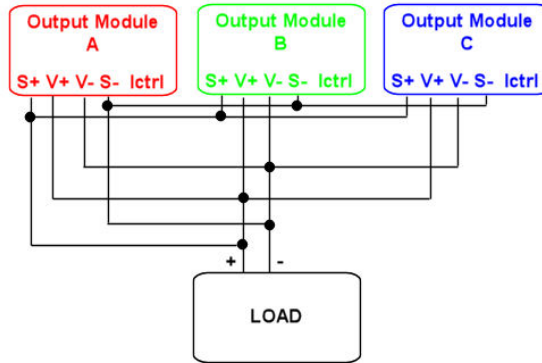 Output Module
A
S+ V+ V- S- Ictrl
Output Module
B
S+ V+ V- S- Ictrl
Output Module
C
S+ V+ V- S- Ictrl
+ -
LOAD